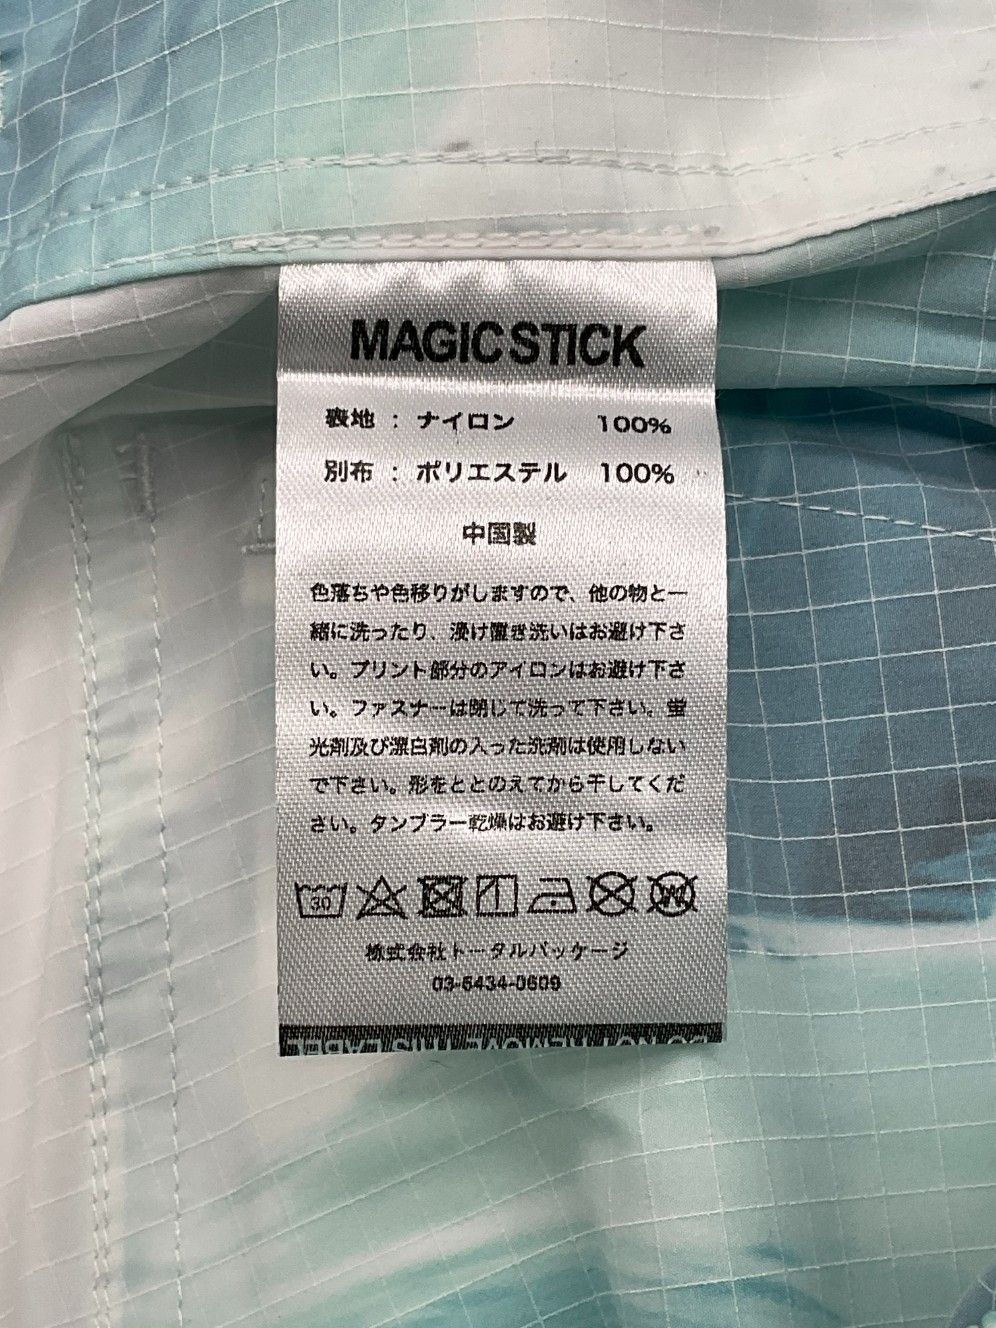 MAGIC STICK
表地 : ナイロン 100%
別布 : ポリエステル 100%
中国製
色落ちや色移りがしますので、他の物と一
緒に洗ったり、浸け置き洗いはお避け下さ
い。プリント部分のアイロンはお避け下さ
い。ファスナーは閉じて洗って下さい。蛍
光剤及び漂白剤の入った洗剤は使用しない
で下さい。形をととのえてから干してくだ
さい。タンブラー乾燥はお避け下さい。
30
W
株式会社トータルパッケージ
03-6434-0609